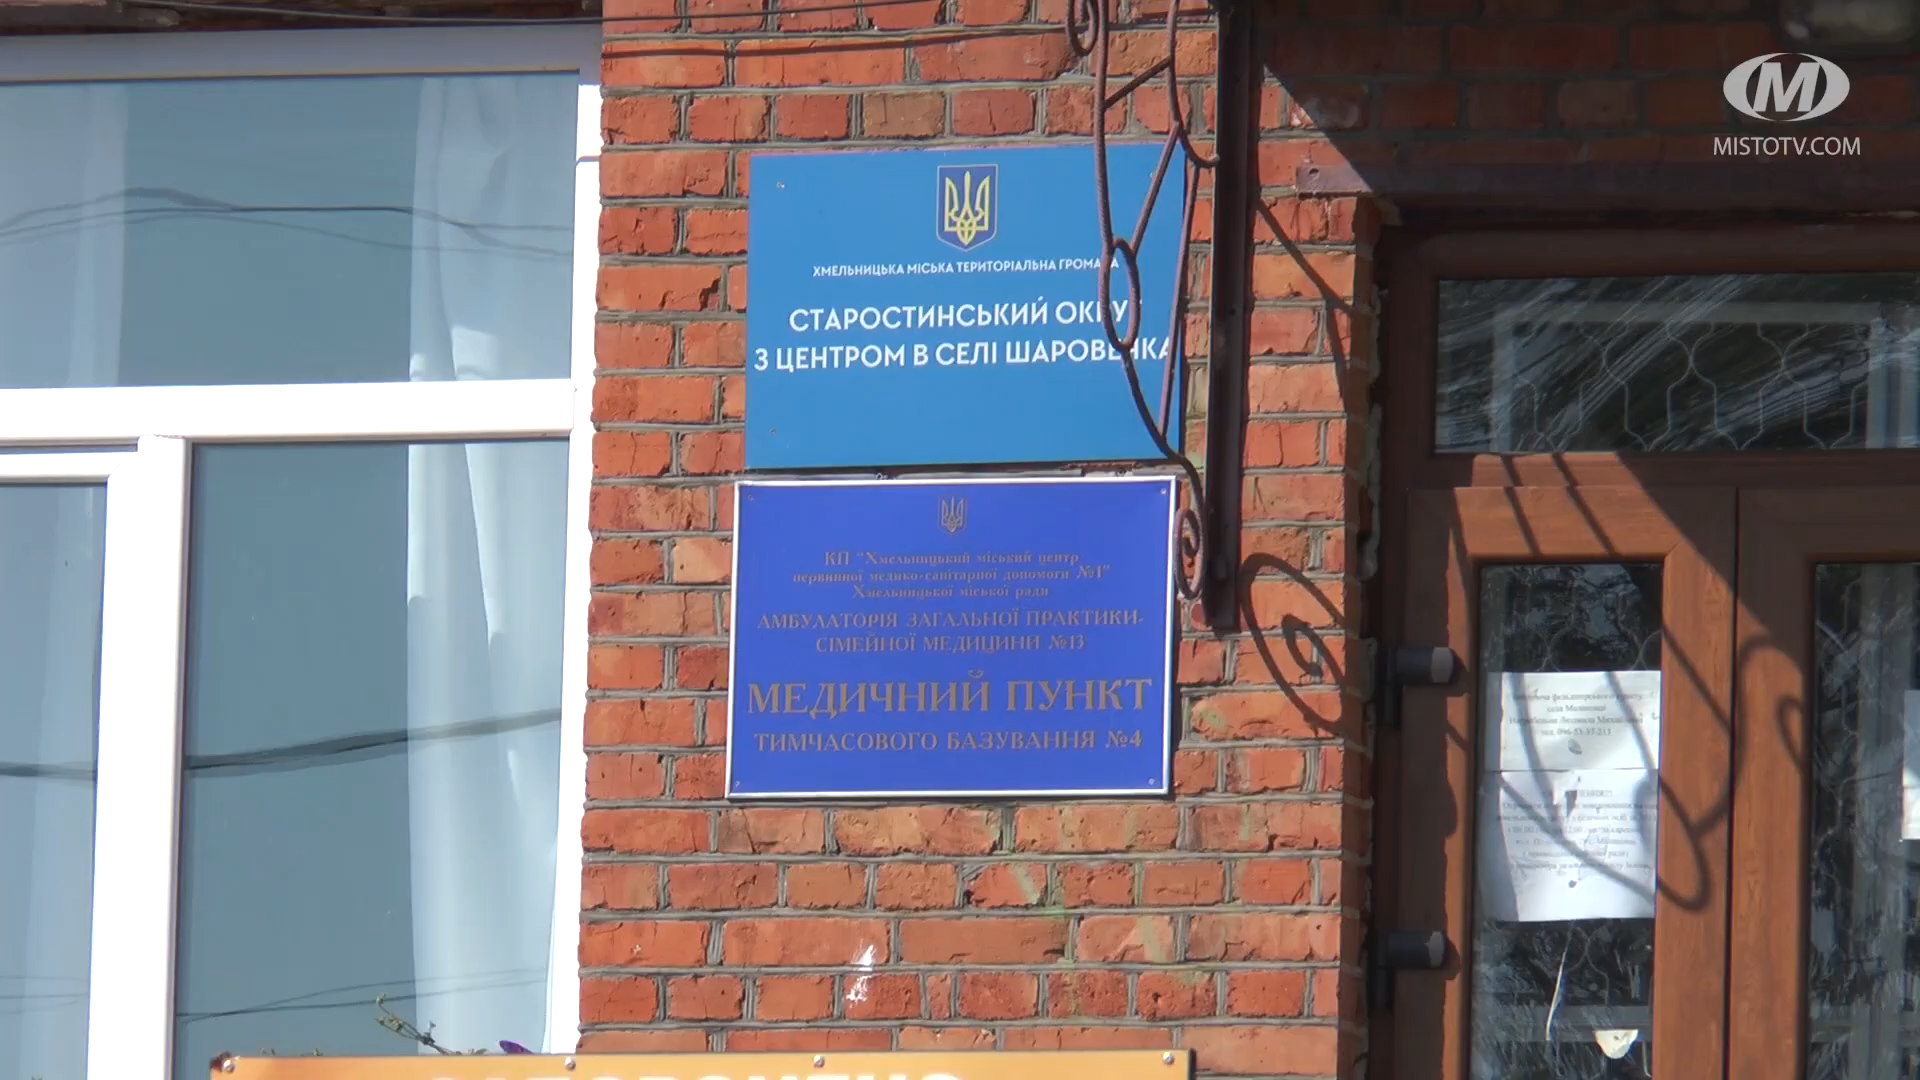 MISTOTV.COM
ХМЕЛЬНИЦЬКА МІСЬКА ТЕРИТОРІАЛЬНА ГРОМАДА
СТАРОСТИНСЬКИЙ ОКРУГ
З ЦЕНТРОМ В СЕЛІ ШАРОВЕЧКА
КП "Хмельницький міський центр
первинної медико-санітарної допомоги №1"
Хмельницької міської ради
АМБУЛАТОРІЯ ЗАГАЛЬНОЇ ПРАКТИКИ-
СІМЕЙНОЇ МЕДИЦИНИ №13
МЕДИЧНИЙ ПУНКТ
ТИМЧАСОВОГО БАЗУВАННЯ №4